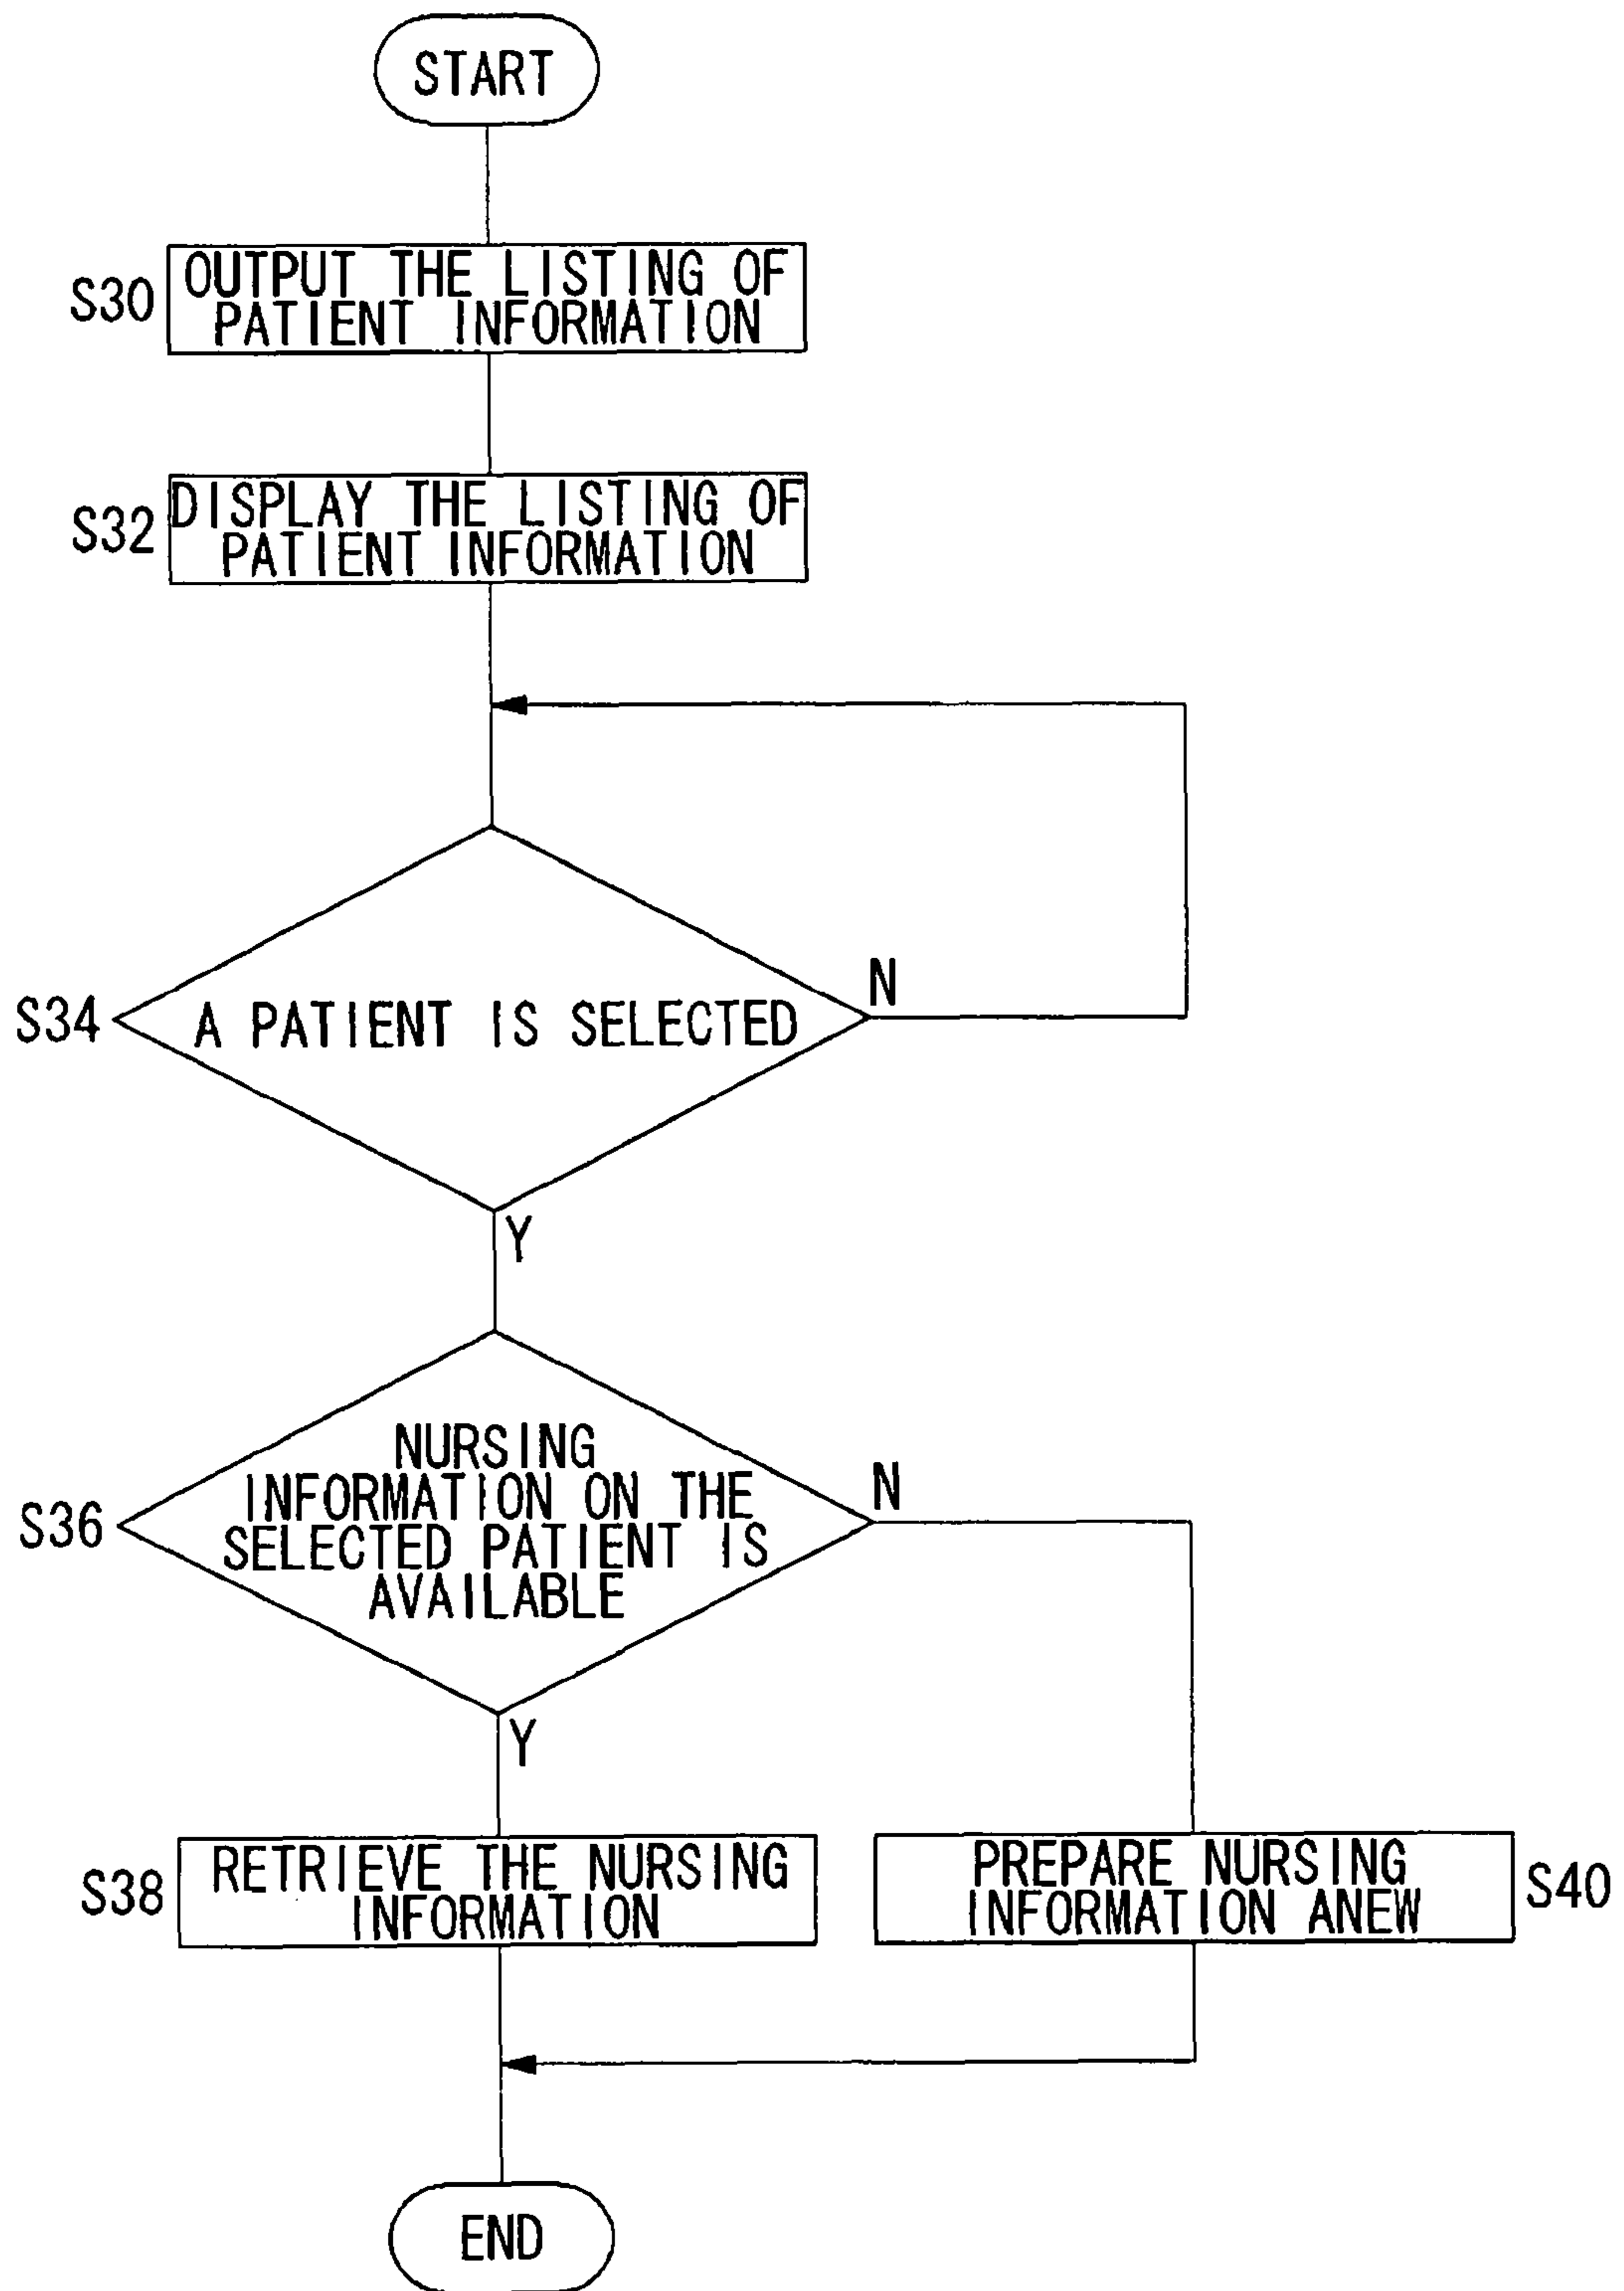 START
S30
OUTPUT THE LISTING OF
PATIENT INFORMATION
S32
DISPLAY THE LISTING OF
PATIENT INFORMATION
S34
A PATIENT IS SELECTED
N
Y
S36
NURSING
INFORMATION ON THE
SELECTED PATIENT IS
AVAILABLE
N
Y
S38
RETRIEVE THE NURSING
INFORMATION
PREPARE NURSING
INFORMATION ANEW
S40
END